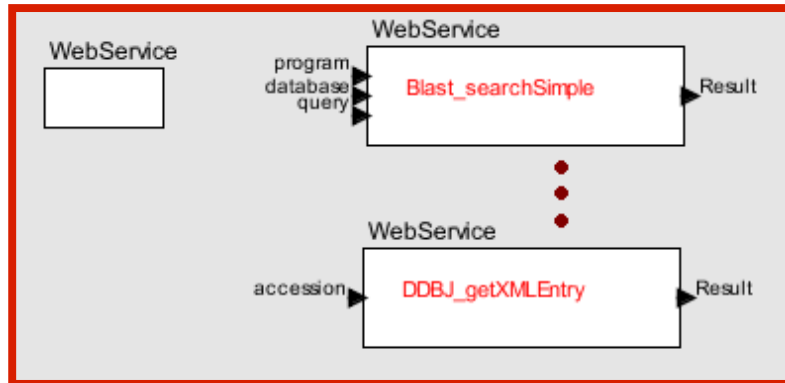 WebService
WebService
program
database
query
Blast_searchSimple
Result
WebService
accession
DDBJ_getXMLEntry
Result